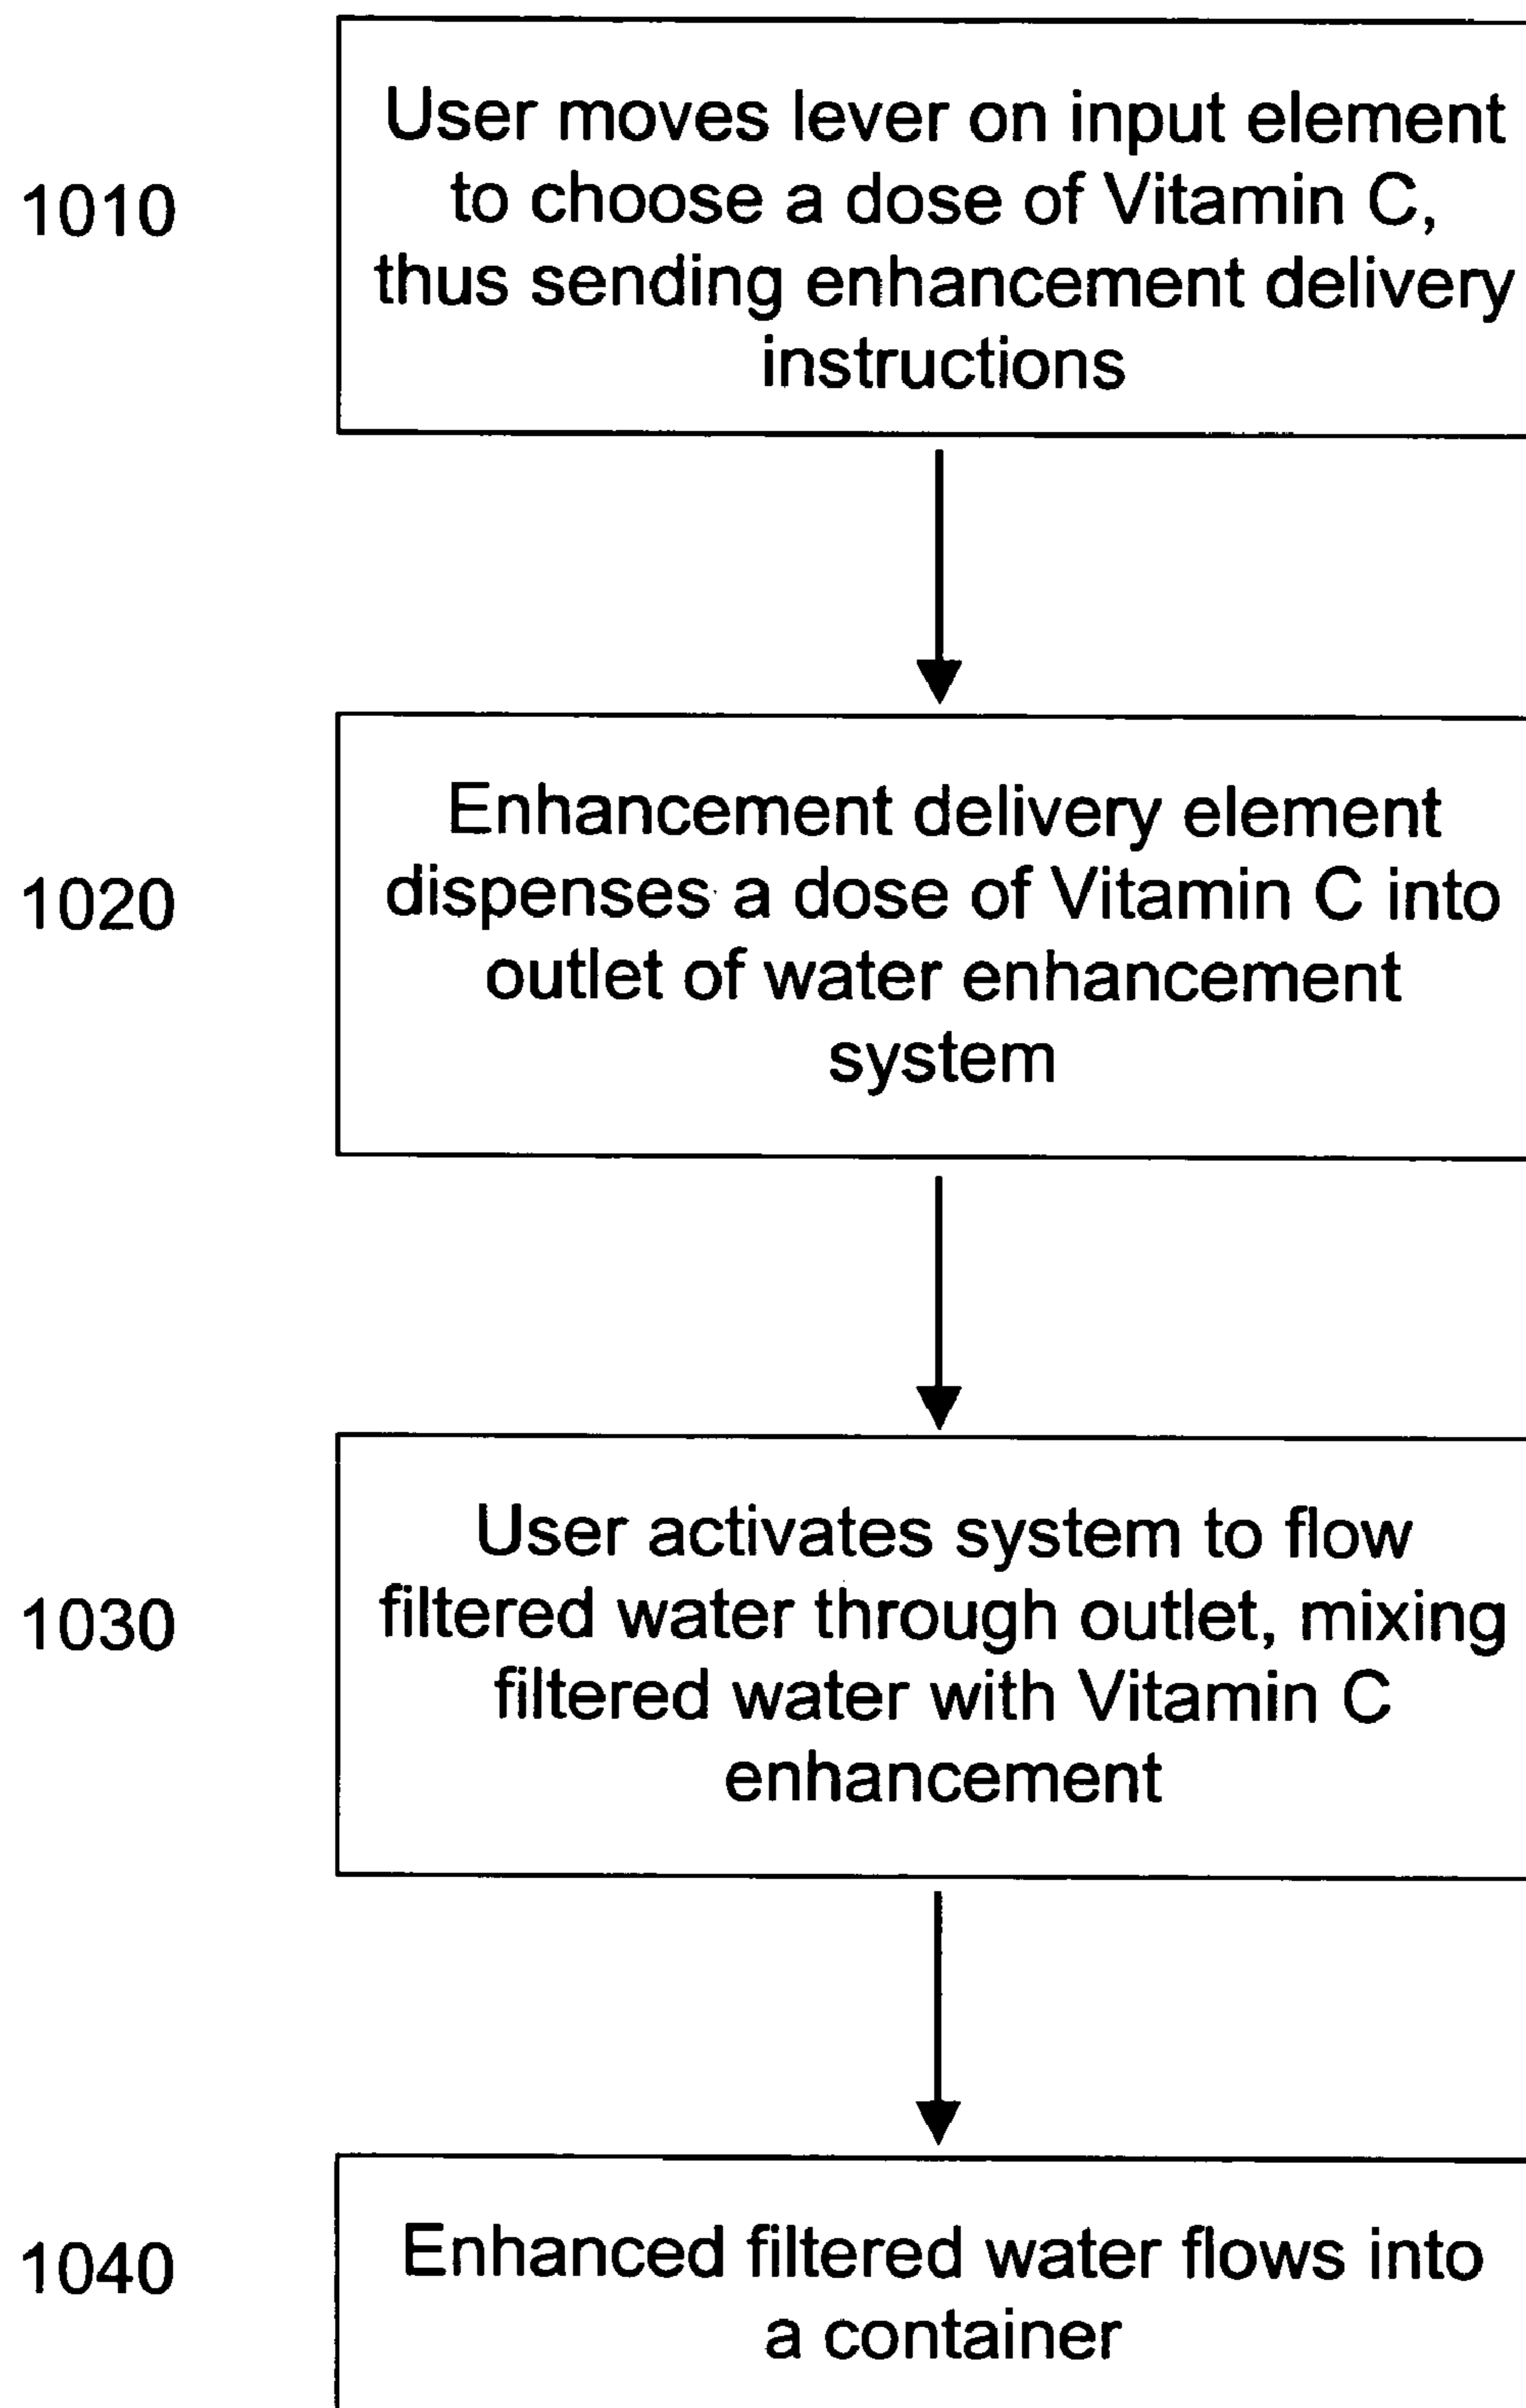 User moves lever on input element
1010
to choose a dose of Vitamin C,
thus sending enhancement delivery
instructions
Enhancement delivery element
1020
dispenses a dose of Vitamin C into
outlet of water enhancement
system
User activates system to flow
1030
filtered water through outlet, mixing
filtered water with Vitamin C
enhancement
1040
Enhanced filtered water flows into
a container